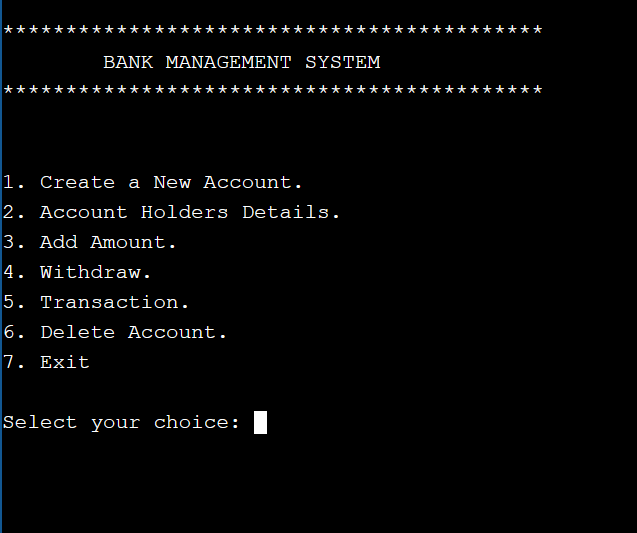 *******************************************
BANK MANAGEMENT SYSTEM
*******************************************
1. Create a New Account.
2. Account Holders Details.
3. Add Amount.
4. Withdraw.
5. Transaction.
6. Delete Account.
7. Exit
Select your choice: